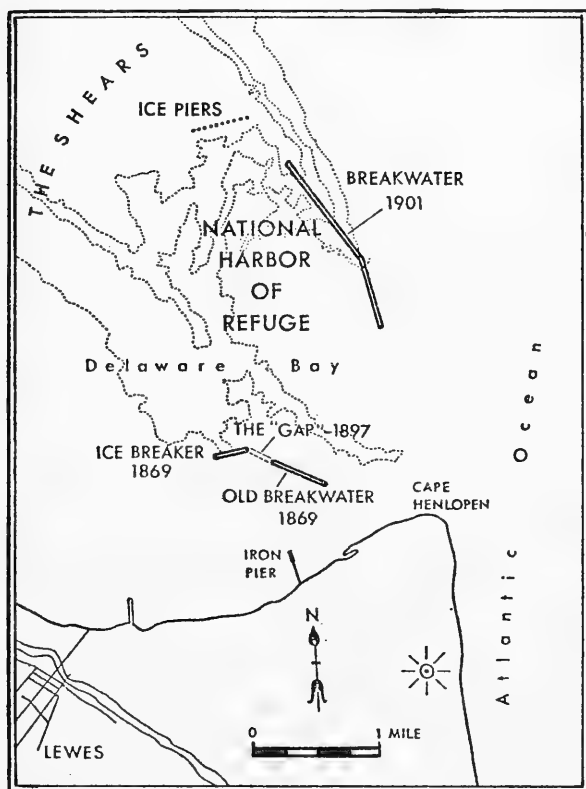 THE SHEARS
ICE PIERS
BREAKWATER
1901
NATIONAL
HARBOR
OF
REFUGE
Delaware Bay
Atlantic Ocean
THE "GAP"-1897
ICE BREAKER
1869
OLD BREAKWATER
1869
CAPE
HENLOPEN
IRON
PIER
N
0 1 MILE
LEWES